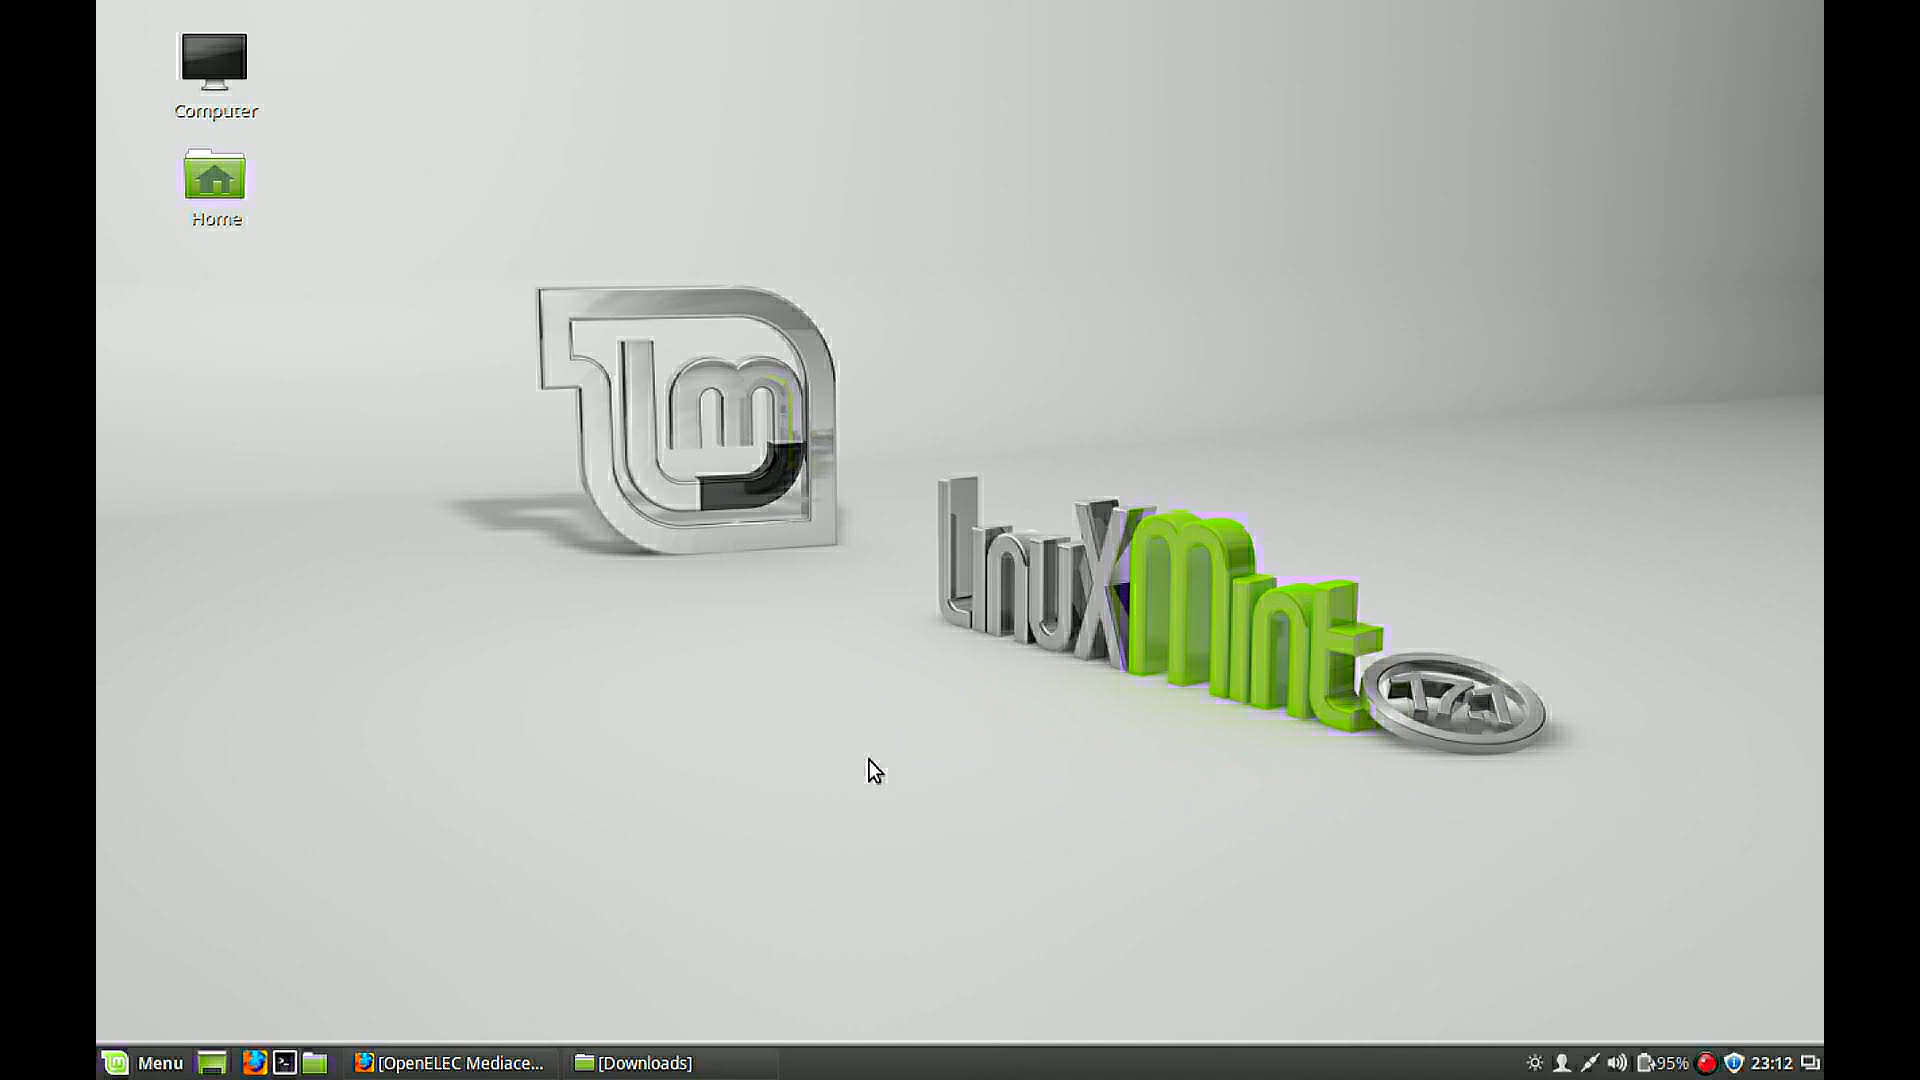 Computer
Home
LinuxMint
17.1
Menu
[OpenELEC Mediace...
[Downloads]
95%
23:12